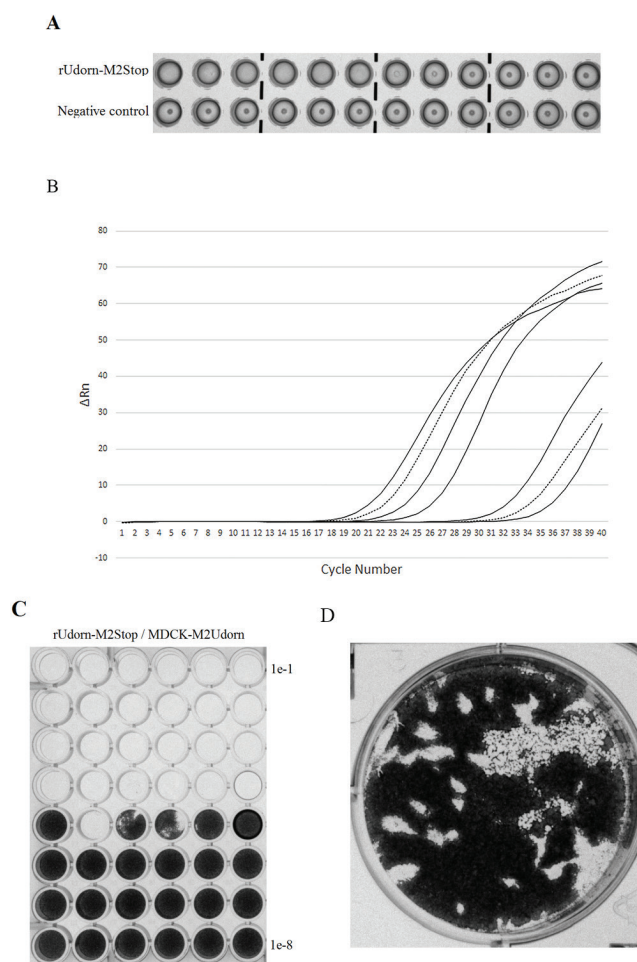 A
rUdorn-M2Stop
Negative control
B
80
70
60
50
40
30
20
10
0
-10
ΔRn
1 2 3 4 5 6 7 8 9 10 11 12 13 14 15 16 17 18 19 20 21 22 23 24 25 26 27 28 29 30 31 32 33 34 35 36 37 38 39 40
Cycle Number
C
rUdorn-M2Stop / MDCK-M2Udorn
1e-1
1e-8
D